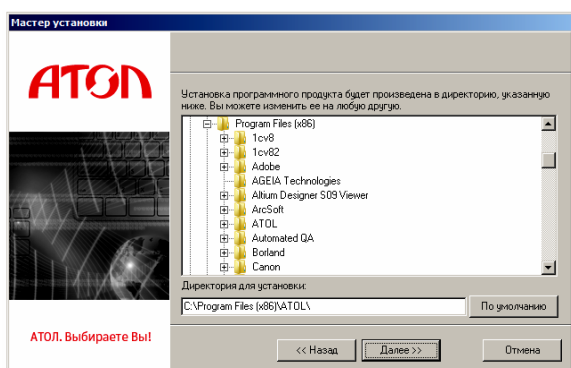 Мастер установки
АТОЛ
Установка программного продукта будет произведена в директорию, указанную
ниже. Вы можете изменить ее на любую другую.
Program Files (x86)
1cv8
1cv82
Adobe
AGEIA Technologies
Altium Designer S09 Viewer
ArcSoft
ATOL
Automated QA
Borland
Canon
Директория для установки:
C:\Program Files (x86)\ATOL\
По умолчанию
АТОЛ. Выбираете Вы!
<< Назад
Далее >>
Отмена